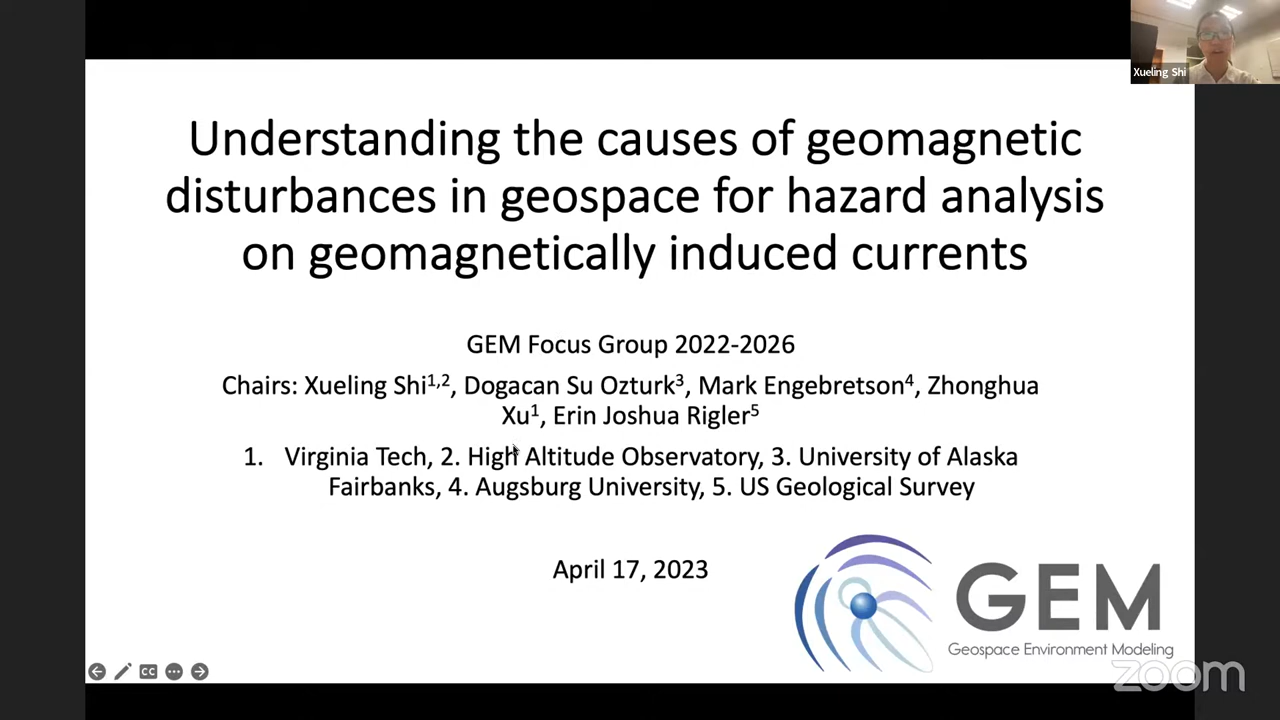 Xueling Shi
Understanding the causes of geomagnetic
disturbances in geospace for hazard analysis
on geomagnetically induced currents
GEM Focus Group 2022-2026
Chairs: Xueling Shi1,2, Dogacan Su Ozturk3, Mark Engebretson4, Zhonghua
Xu1, Erin Joshua Rigler5
1. Virginia Tech, 2. High Altitude Observatory, 3. University of Alaska
Fairbanks, 4. Augsburg University, 5. US Geological Survey
April 17, 2023
GEM
Geospace Environment Modeling
CC
zoom